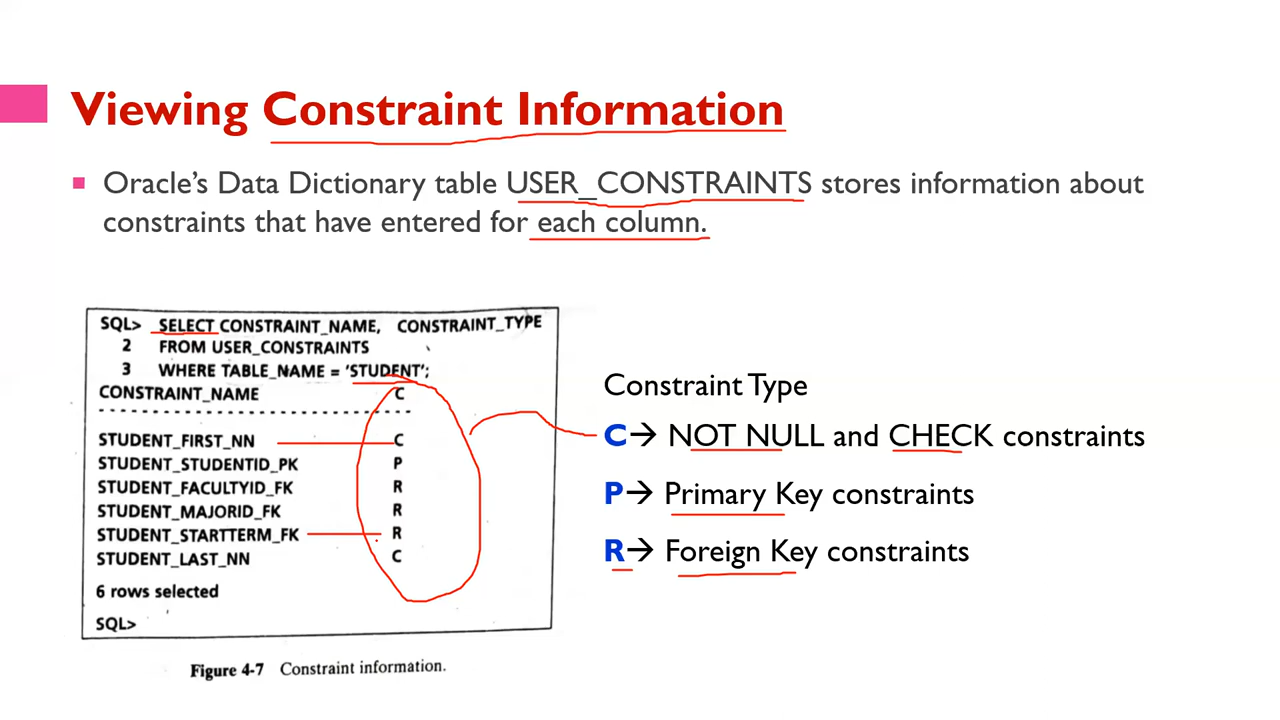 Viewing Constraint Information
Oracle's Data Dictionary table USER_CONSTRAINTS stores information about
constraints that have entered for each column.
SQL> SELECT CONSTRAINT_NAME, CONSTRAINT_TYPE
2 FROM USER_CONSTRAINTS
3 WHERE TABLE_NAME = 'STUDENT';
CONSTRAINT_NAME C
- - - - - - - - - - - - - - - - - - - - - - - - - - - - - -
STUDENT_FIRST_NN C
STUDENT_STUDENTID_PK P
STUDENT_FACULTYID_FK R
STUDENT_MAJORID_FK R
STUDENT_STARTTERM_FK R
STUDENT_LAST_NN C
6 rows selected
SQL>
Figure 4-7 Constraint information.
Constraint Type
C→ NOT NULL and CHECK constraints
P→ Primary Key constraints
R→ Foreign Key constraints